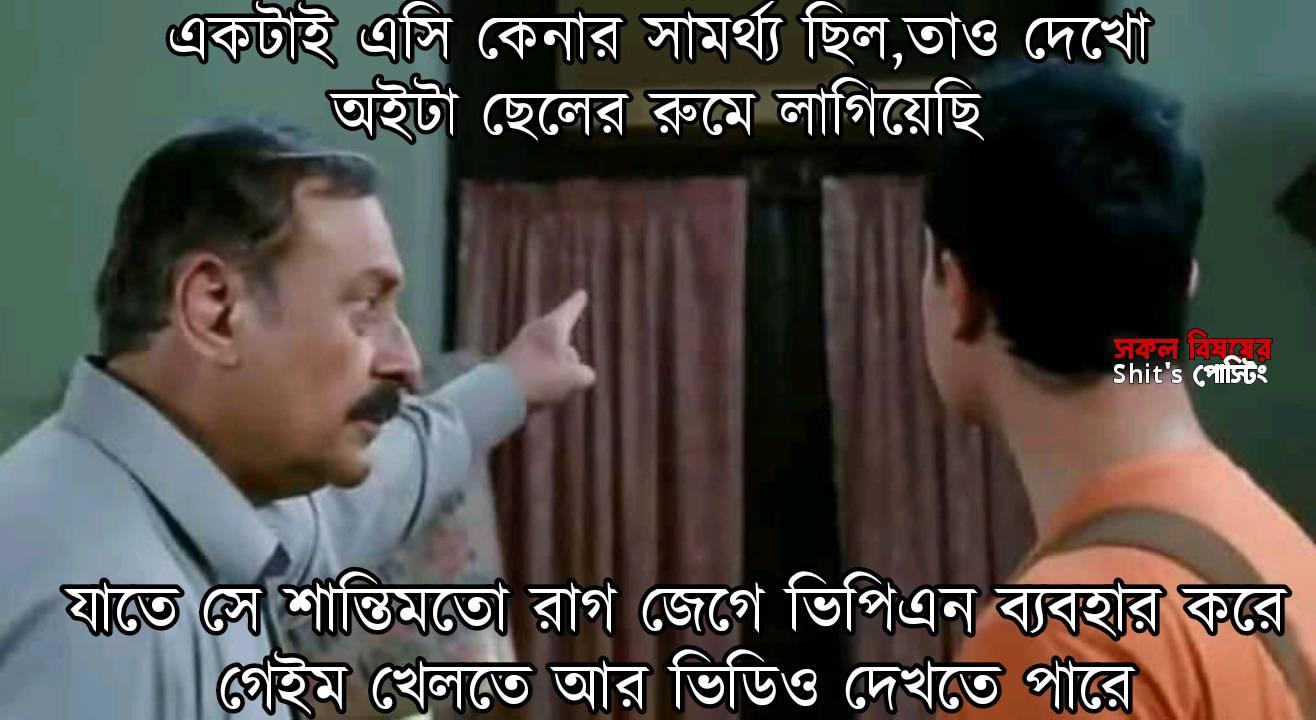 একটাই এসি কেনার সামর্থ্য ছিল,তাও দেখো
অইটা ছেলের রুমে লাগিয়েছি
সকল বিষয়ের
Shit's পোস্টিং
যাতে সে শান্তিমতো রাগ জেগে ভিপিএন ব্যবহার করে
গেইম খেলতে আর ভিডিও দেখতে পারে